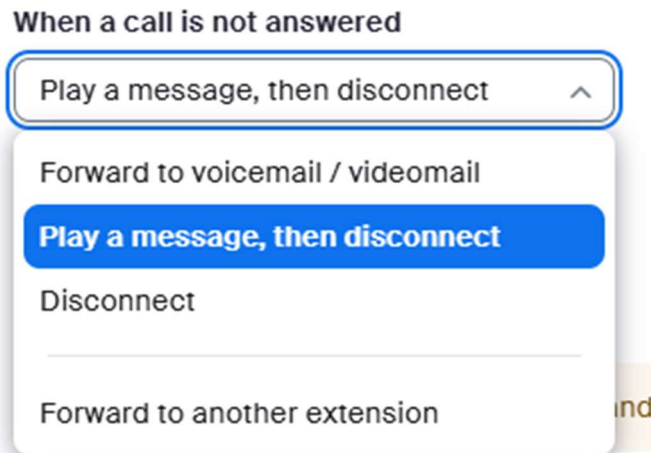 When a call is not answered
Play a message, then disconnect
Forward to voicemail / videomail
Play a message, then disconnect
Disconnect
Forward to another extension